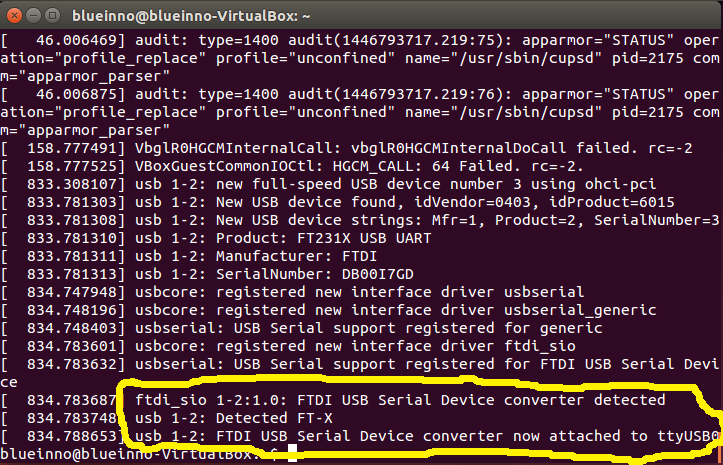 blueinno@blueinno-VirtualBox: ~
[   46.006469] audit: type=1400 audit(1446793717.219:75): apparmor="STATUS" oper
ation="profile_replace" profile="unconfined" name="/usr/sbin/cupsd" pid=2175 com
m="apparmor_parser"
[   46.006875] audit: type=1400 audit(1446793717.219:76): apparmor="STATUS" oper
ation="profile_replace" profile="unconfined" name="/usr/sbin/cupsd" pid=2175 com
m="apparmor_parser"
[  158.777491] VbglR0HGCMInternalCall: vbglR0HGCMInternalDoCall failed. rc=-2
[  158.777525] VBoxGuestCommonIOCtl: HGCM_CALL: 64 Failed. rc=-2.
[  833.308107] usb 1-2: new full-speed USB device number 3 using ohci-pci
[  833.781303] usb 1-2: New USB device found, idVendor=0403, idProduct=6015
[  833.781308] usb 1-2: New USB device strings: Mfr=1, Product=2, SerialNumber=3
[  833.781310] usb 1-2: Product: FT231X USB UART
[  833.781311] usb 1-2: Manufacturer: FTDI
[  833.781313] usb 1-2: SerialNumber: DB00I7GD
[  834.747948] usbcore: registered new interface driver usbserial
[  834.748196] usbcore: registered new interface driver usbserial_generic
[  834.748403] usbserial: USB Serial support registered for generic
[  834.783601] usbcore: registered new interface driver ftdi_sio
[  834.783632] usbserial: USB Serial support registered for FTDI USB Serial Devi
ce
[  834.783687] ftdi_sio 1-2:1.0: FTDI USB Serial Device converter detected
[  834.783748] usb 1-2: Detected FT-X
[  834.788653] usb 1-2: FTDI USB Serial Device converter now attached to ttyUSB0
blueinno@blueinno-VirtualBox:~$